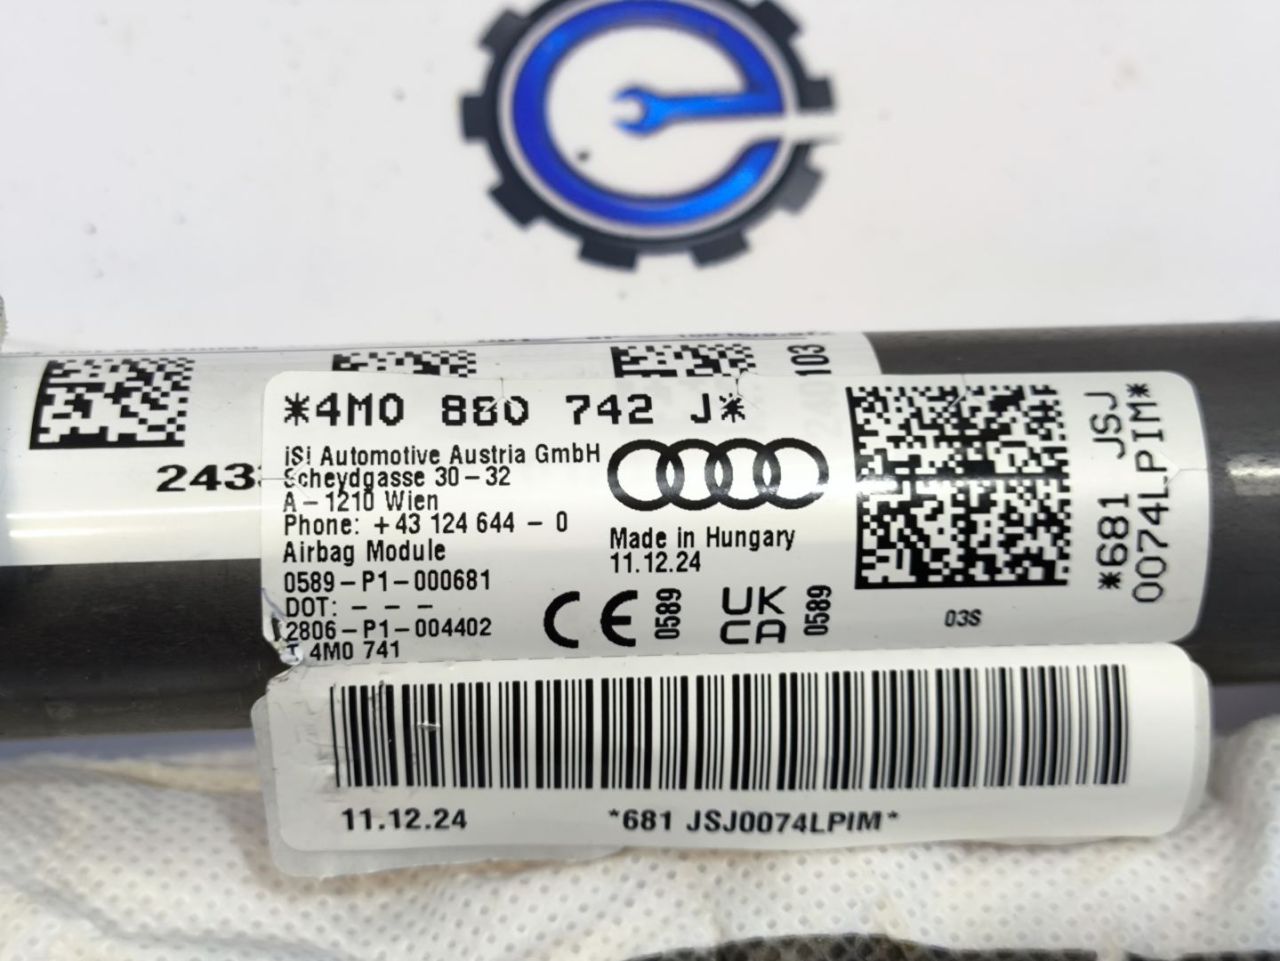 243
103
*4M0 880 742 J*
iSi Automotive Austria GmbH
Scheydgasse 30-32
A-1210 Wien
Phone: +43 124 644 - 0
Airbag Module
0589-P1-000681
DOT: - - -
2806-P1-004402
4M0 741
Made in Hungary
11.12.24
CE
0589
UK
CA
0589
03S
*681 JSJ
0074LPIM*
11.12.24
*681 JSJ0074LPIM*